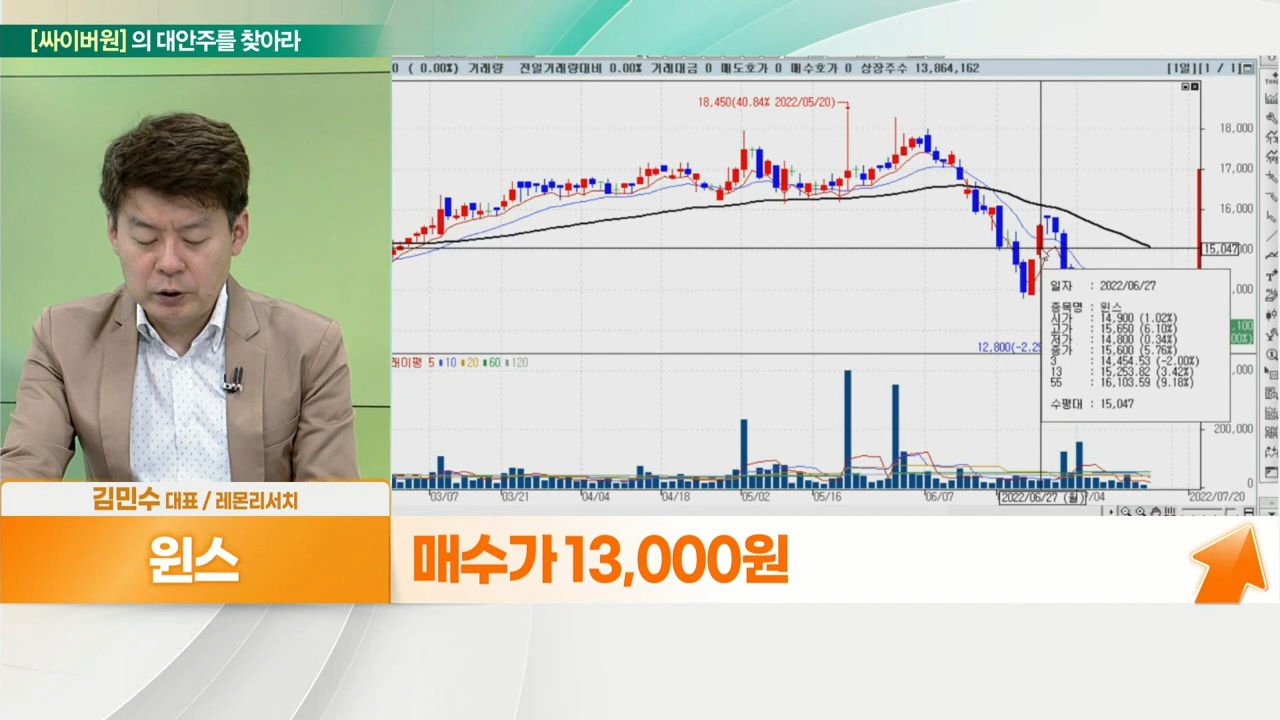 [싸이버원] 의 대안주를 찾아라
0 ( 0.00%) 거래량 전일거래량대비 0.00% 거래대금 0 매도호가 0 매수호가 0 상장주수 13,864,162
[1일][1 / 1]
18,450(40.84% 2022/05/20)
18,000
17,000
16,000
15,047
일자 : 2022/06/27
종목명 : 윈스
시가 : 14,900 (1.02%)
고가 : 15,650 (6.10%)
저가 : 14,800 (0.34%)
종가 : 15,600 (5.76%)
3 : 14,454.53 (-2.00%)
13 : 15,253.82 (3.42%)
55 : 16,103.59 (9.18%)
수평대 : 15,047
12,800(-2.29
5 10 20 60 120
200,000
0
03/07 03/21 04/04 04/18 05/02 05/16 06/07 2022/06/27 (월) 2022/07/20
김민수 대표 / 레몬리서치
윈스
매수가 13,000원